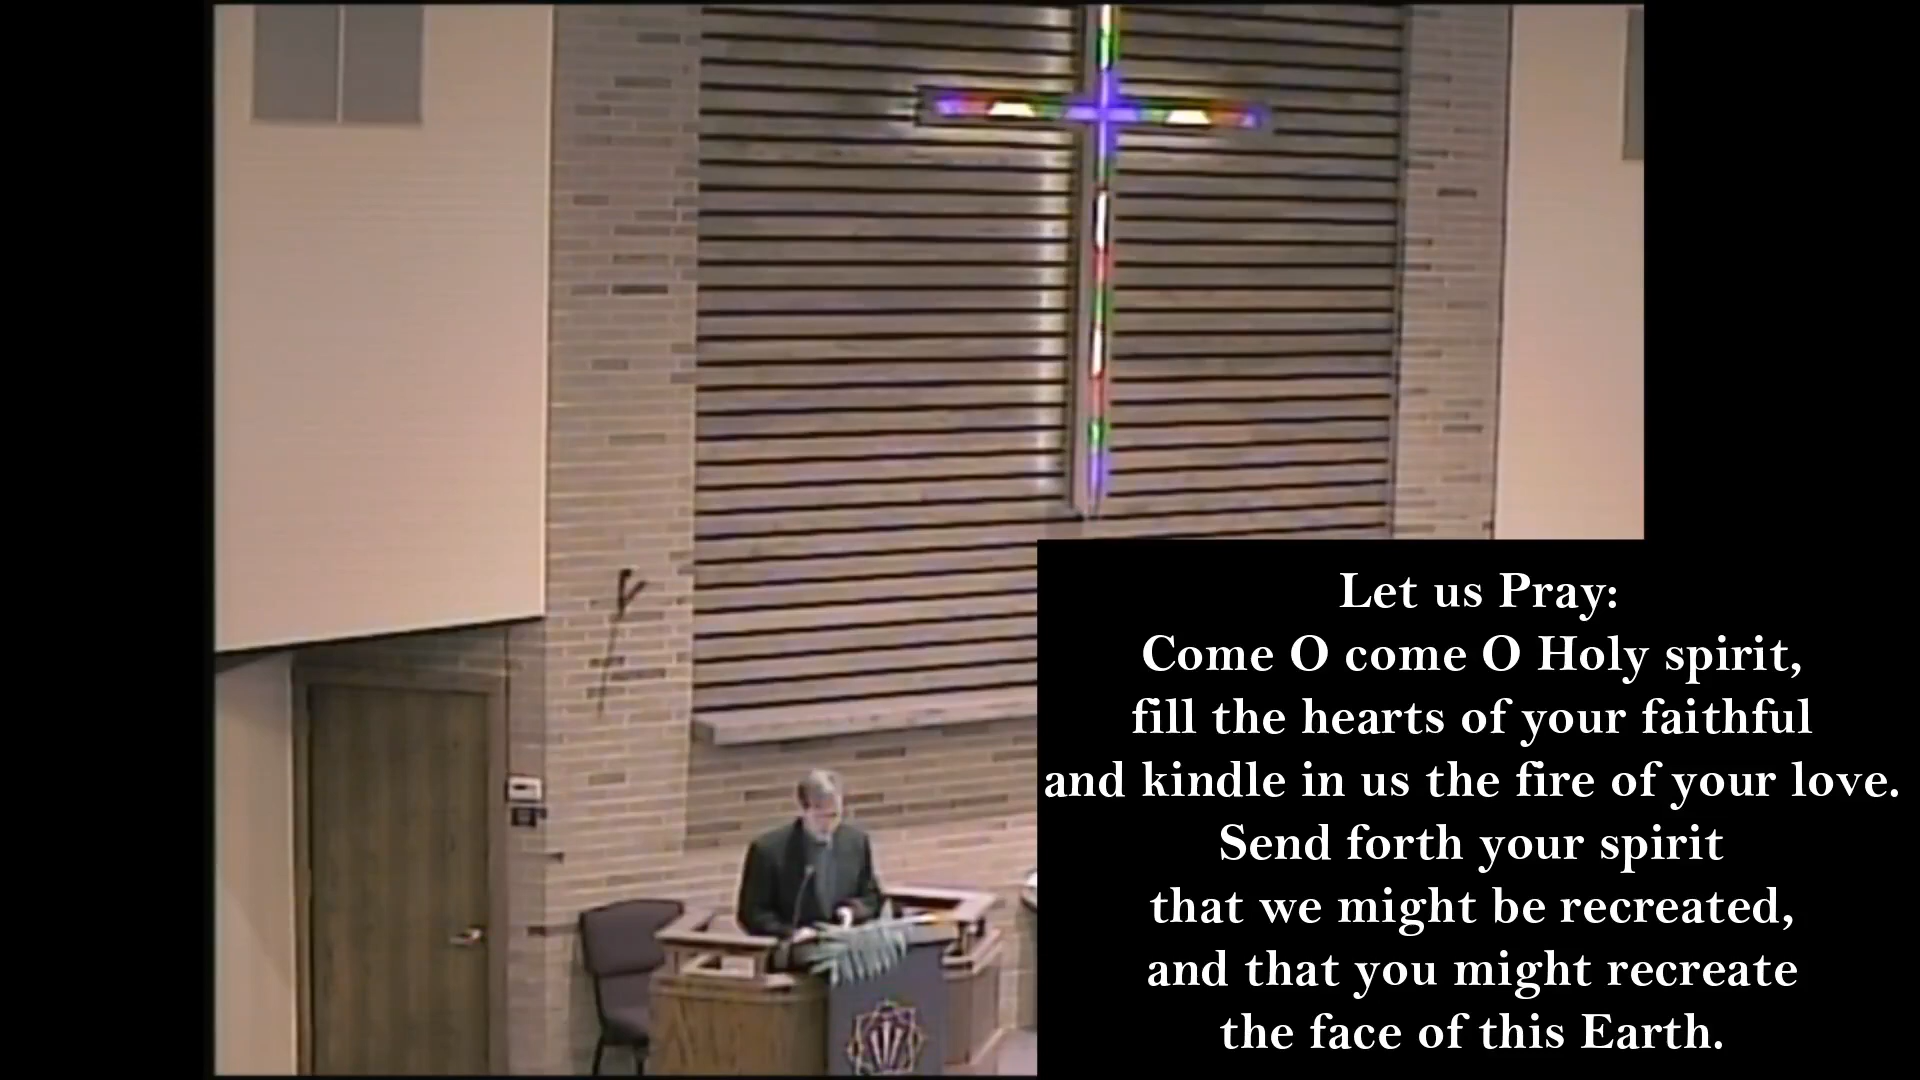 Let us Pray:
Come O come O Holy spirit,
fill the hearts of your faithful
and kindle in us the fire of your love.
Send forth your spirit
that we might be recreated,
and that you might recreate
the face of this Earth.